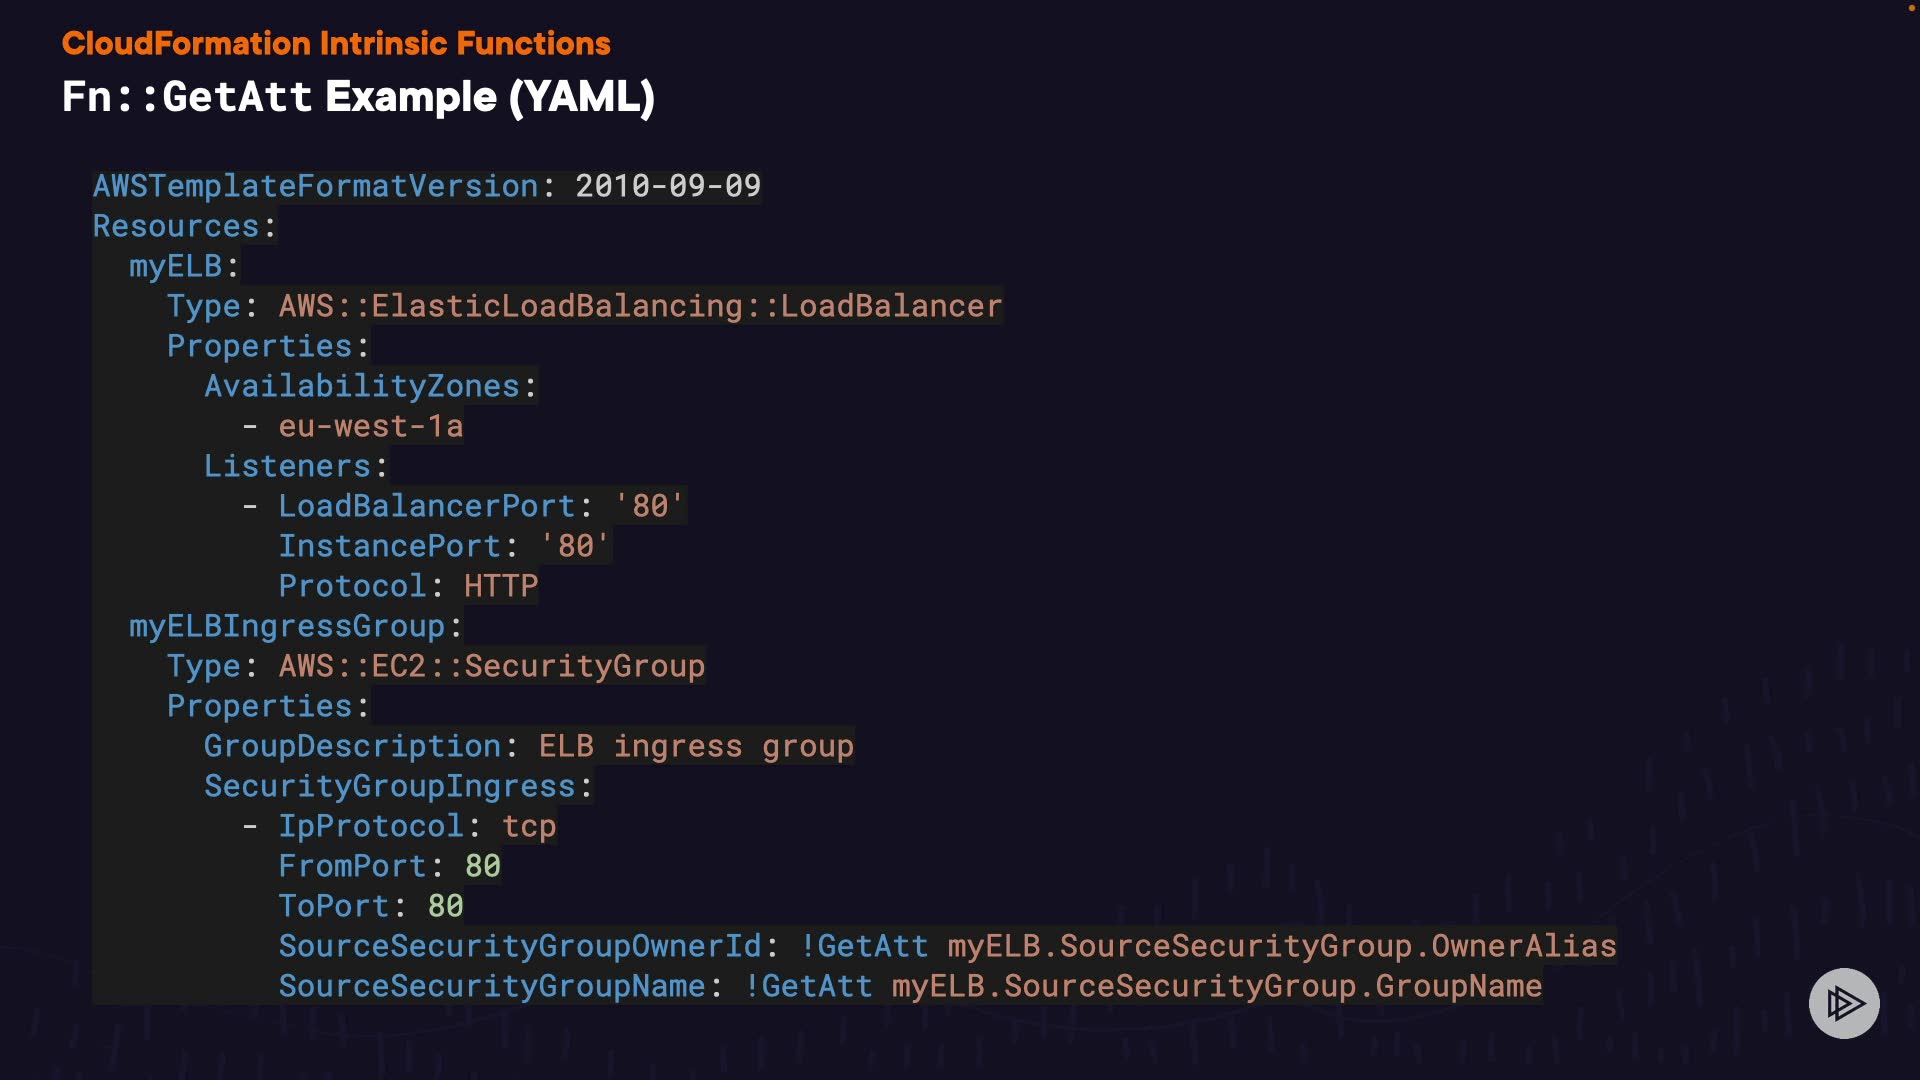 CloudFormation Intrinsic Functions
Fn::GetAtt Example (YAML)
AWSTemplateFormatVersion: 2010-09-09
Resources:
  myELB:
    Type: AWS::ElasticLoadBalancing::LoadBalancer
    Properties:
      AvailabilityZones:
        - eu-west-1a
      Listeners:
        - LoadBalancerPort: '80'
          InstancePort: '80'
          Protocol: HTTP
  myELBIngressGroup:
    Type: AWS::EC2::SecurityGroup
    Properties:
      GroupDescription: ELB ingress group
      SecurityGroupIngress:
        - IpProtocol: tcp
          FromPort: 80
          ToPort: 80
          SourceSecurityGroupOwnerId: !GetAtt myELB.SourceSecurityGroup.OwnerAlias
          SourceSecurityGroupName: !GetAtt myELB.SourceSecurityGroup.GroupName